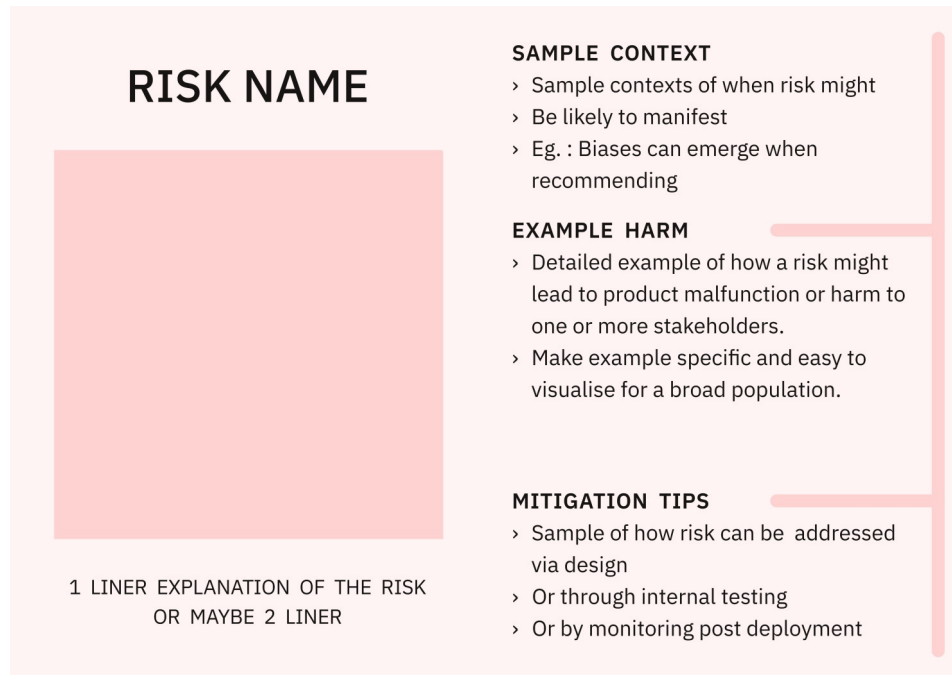 RISK NAME
1 LINER EXPLANATION OF THE RISK
OR MAYBE 2 LINER
SAMPLE CONTEXT
› Sample contexts of when risk might
› Be likely to manifest
› Eg. : Biases can emerge when
recommending
EXAMPLE HARM
› Detailed example of how a risk might
lead to product malfunction or harm to
one or more stakeholders.
› Make example specific and easy to
visualise for a broad population.
MITIGATION TIPS
› Sample of how risk can be addressed
via design
› Or through internal testing
› Or by monitoring post deployment